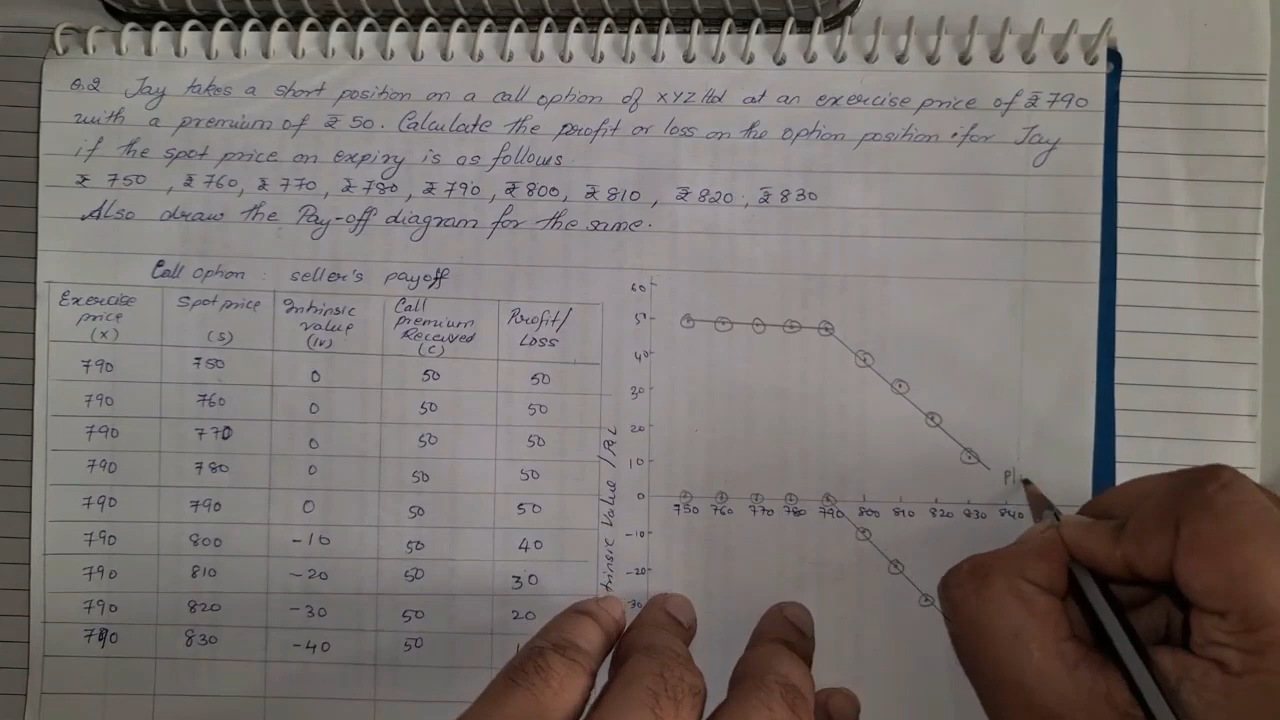 Q.2 Jay takes a short position on a call option of XYZ ltd at an exercise price of ₹ 790
with a premium of ₹ 50. Calculate the profit or loss on the option position for Jay
if the spot price on expiry is as follows.
₹ 750, ₹ 760, ₹ 770, ₹ 780, ₹ 790, ₹ 800, ₹ 810, ₹ 820, ₹ 830
Also draw the Pay-off diagram for the same.
Call option : seller's payoff
Exercise price (X) Spot price (S) Intrinsic value (IV) Call premium Received (C) Profit/ Loss
790 750 0 50 50
790 760 0 50 50
790 770 0 50 50
790 780 0 50 50
790 790 0 50 50
790 800 -10 50 40
790 810 -20 50 30
790 820 -30 50 20
790 830 -40 50
60
50
40
30
20
10
0
750 760 770 780 790 800 810 820 830 840
-10
-20
-30
Value / P&L
P/